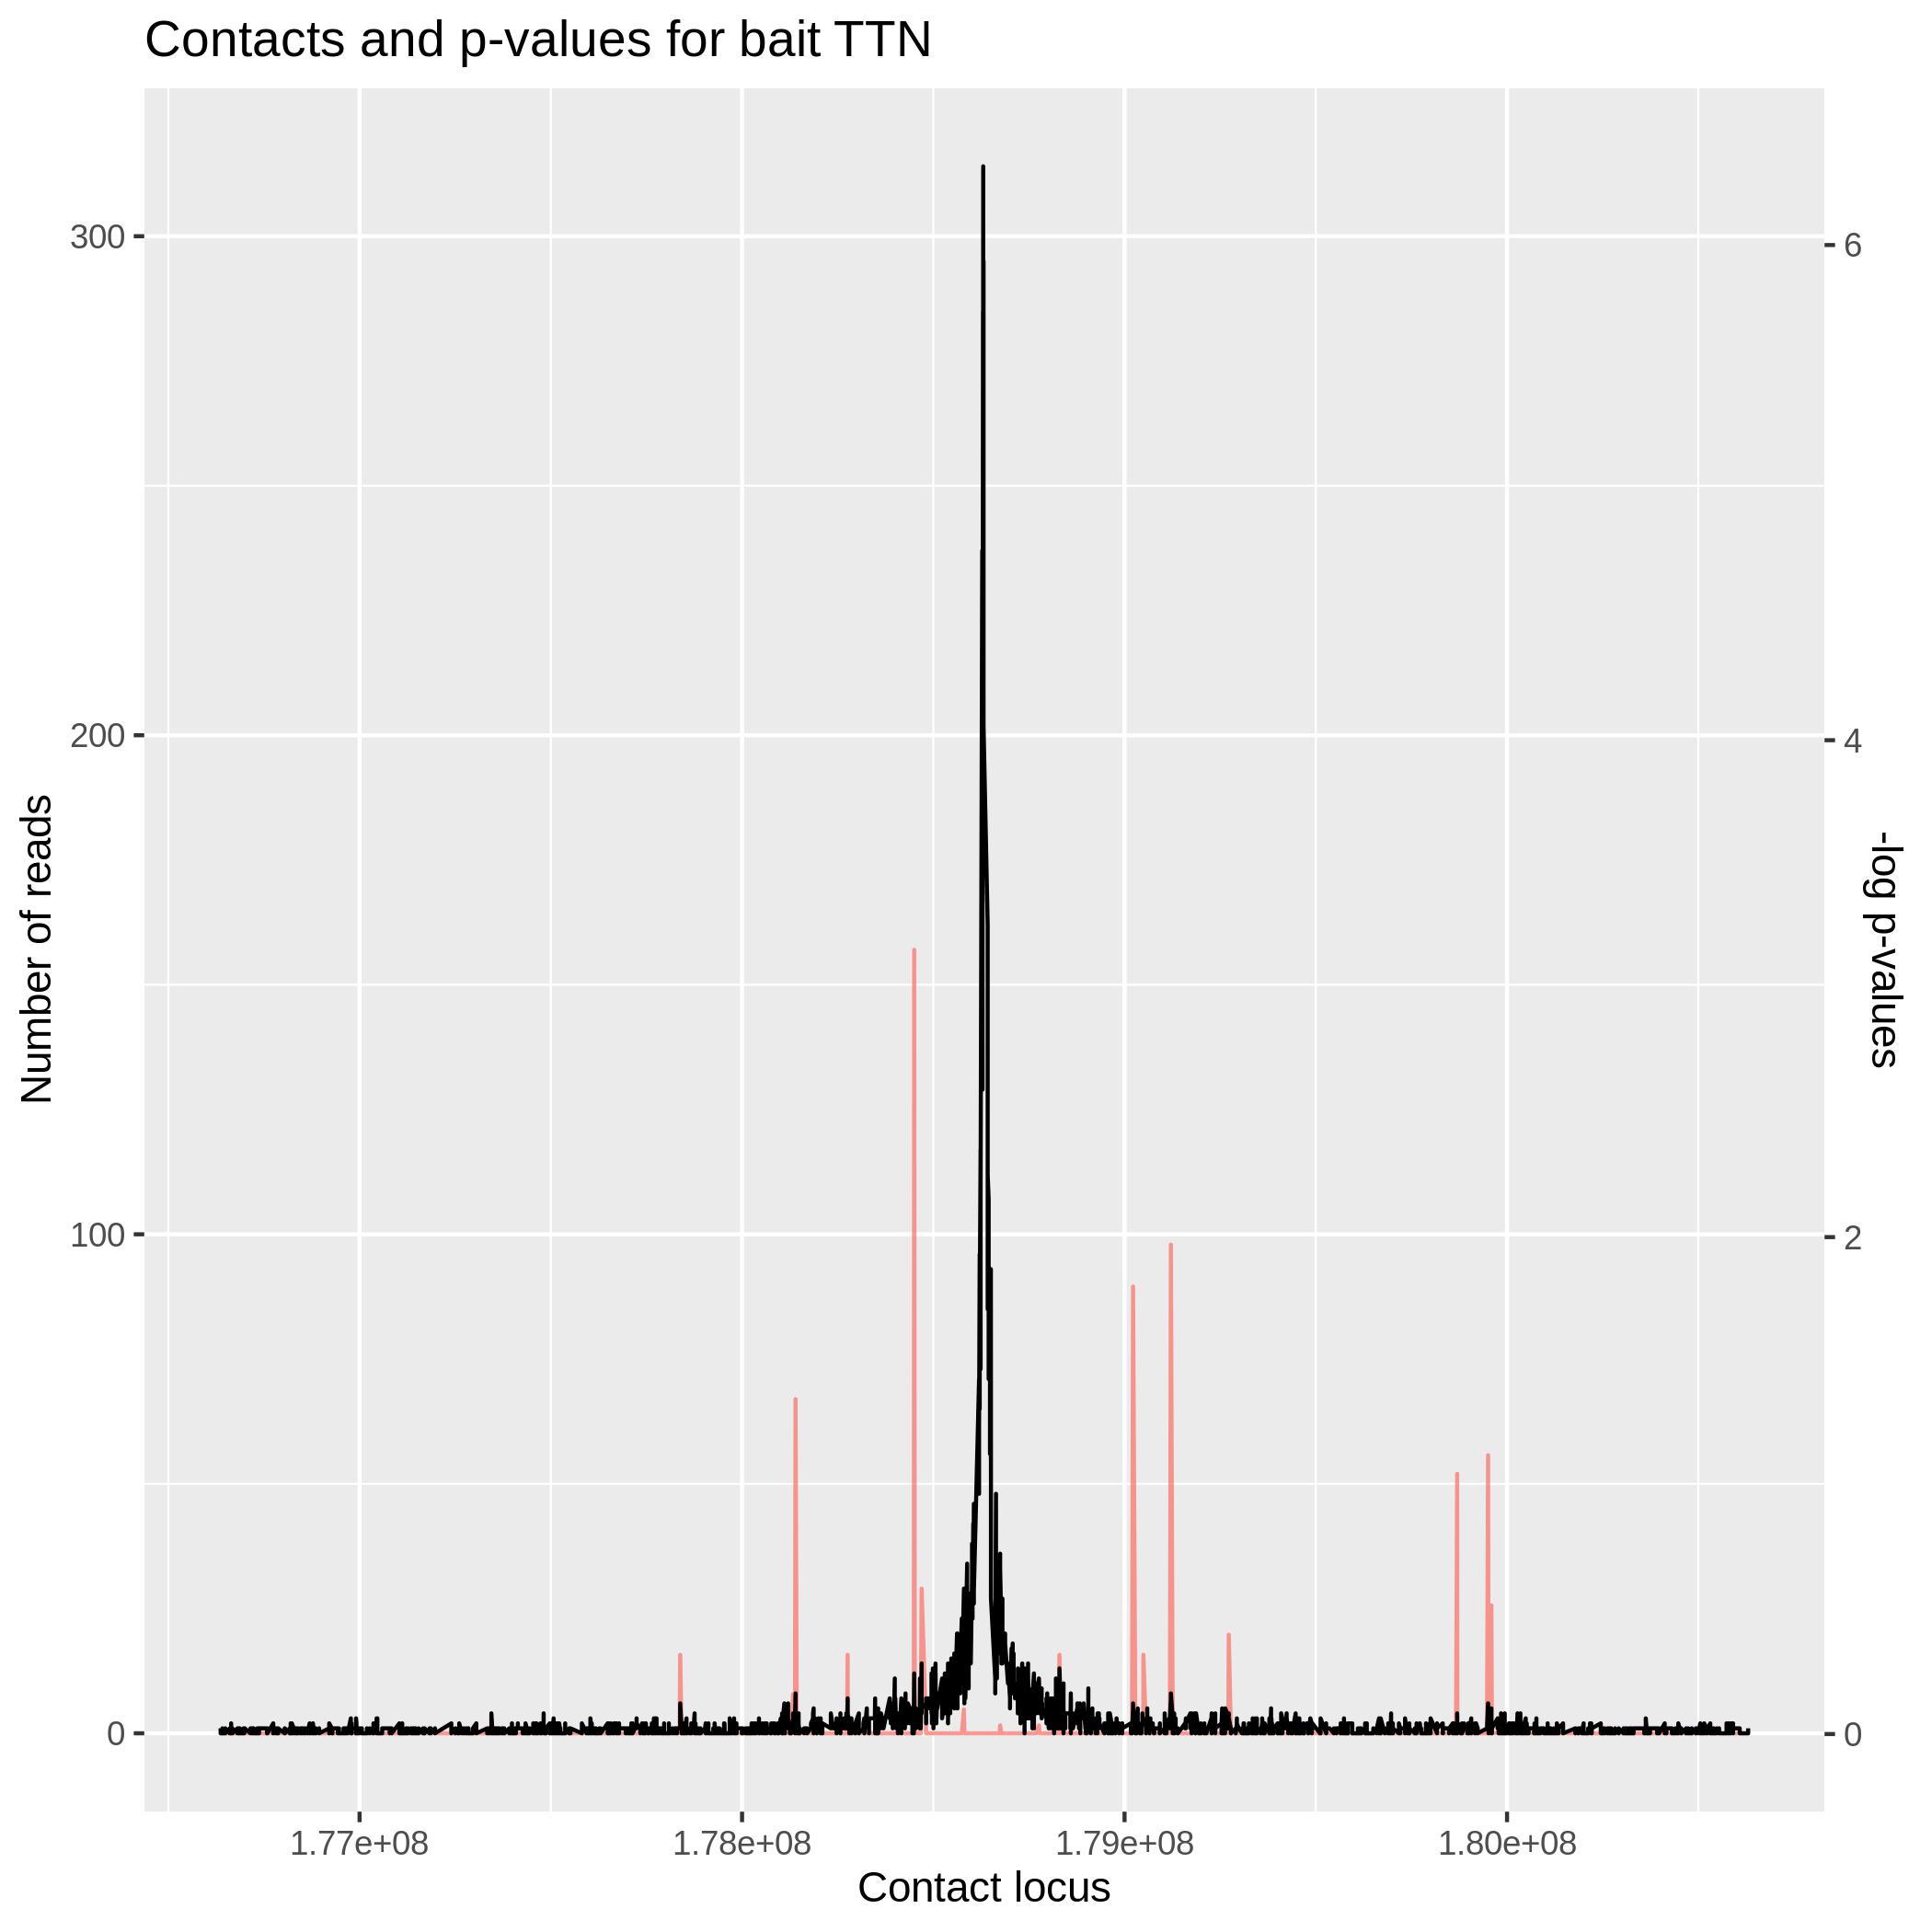 Contacts and p-values for bait TTN
Number of reads
300
200
100
0
6
4
2
0
-log p-values
1.77e+08
1.78e+08
1.79e+08
1.80e+08
Contact locus